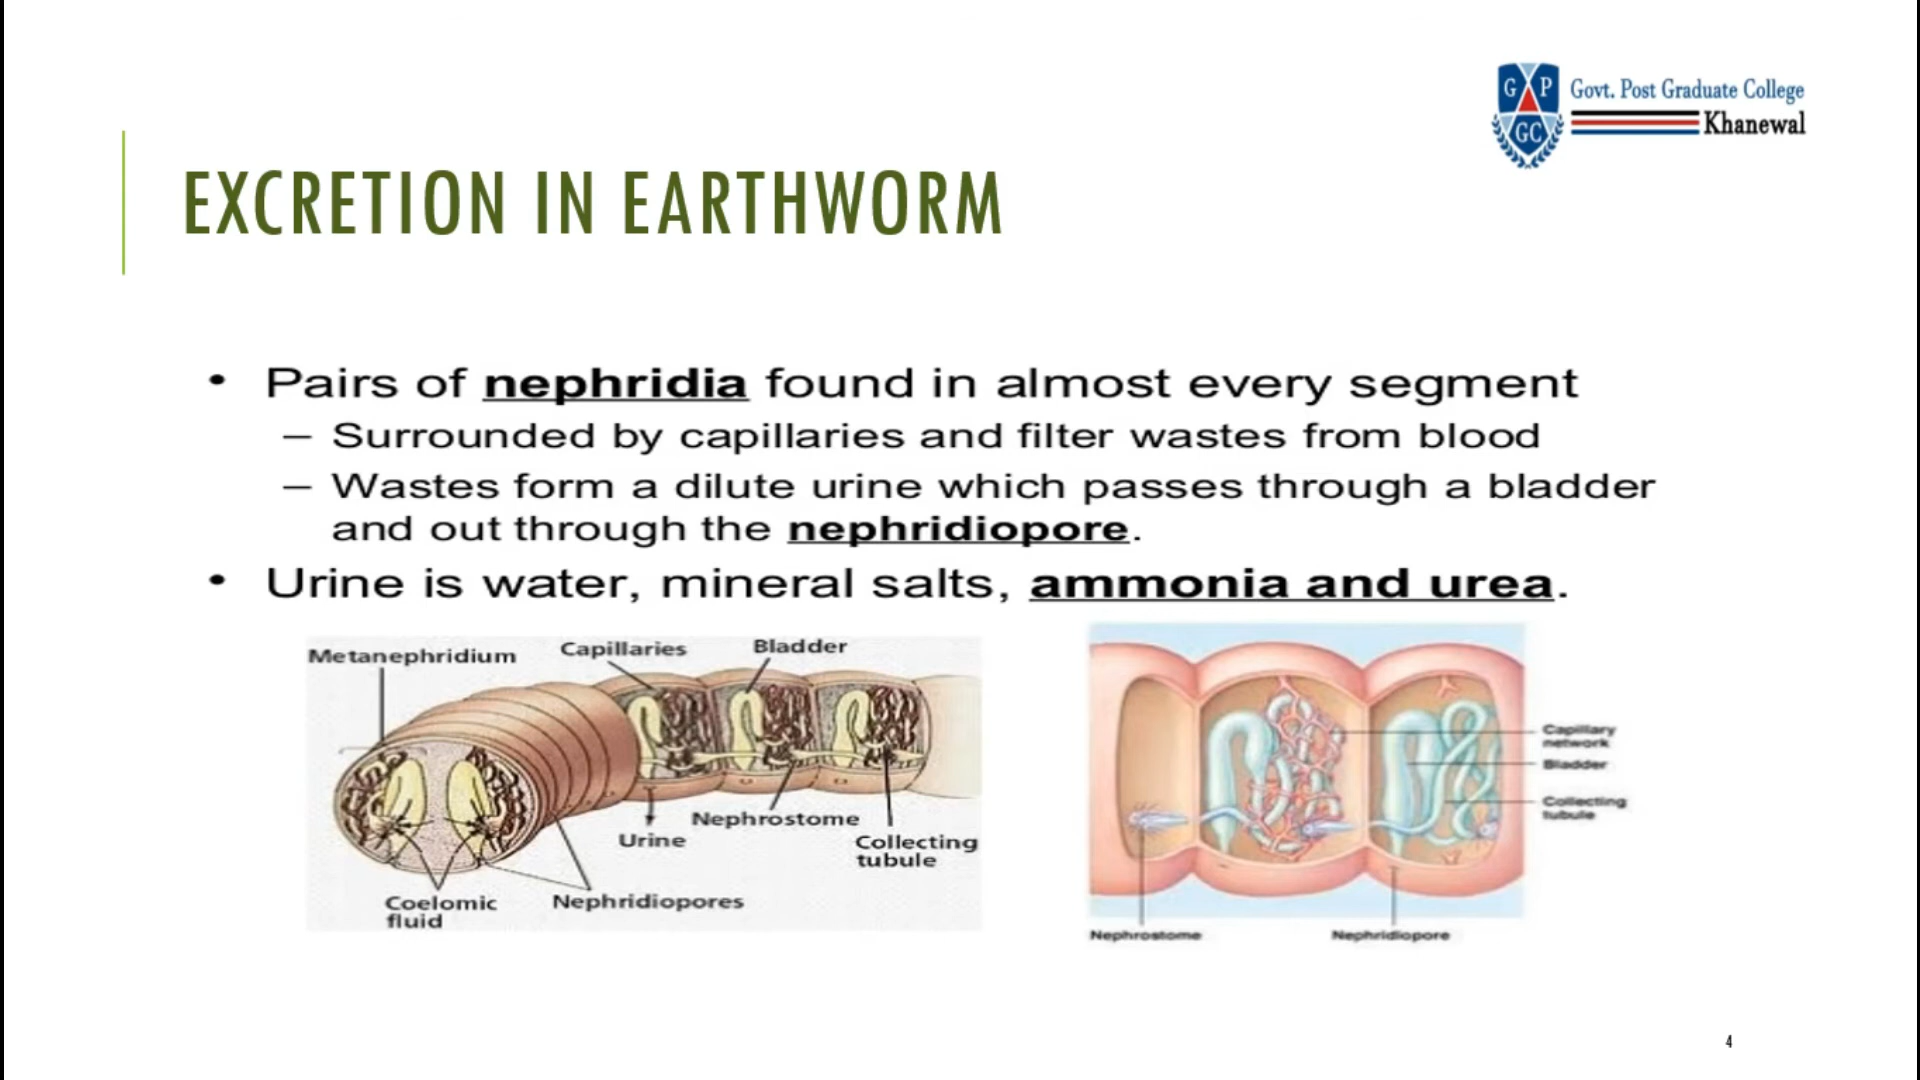 G P
GC
Govt. Post Graduate College
Khanewal
EXCRETION IN EARTHWORM
• Pairs of nephridia found in almost every segment
– Surrounded by capillaries and filter wastes from blood
– Wastes form a dilute urine which passes through a bladder
and out through the nephridiopore.
• Urine is water, mineral salts, ammonia and urea.
Metanephridium
Capillaries
Bladder
Nephrostome
Urine
Collecting
tubule
Coelomic
fluid
Nephridiopores
Capillary
network
Bladder
Collecting
tubule
Nephrostome
Nephridiopore
4